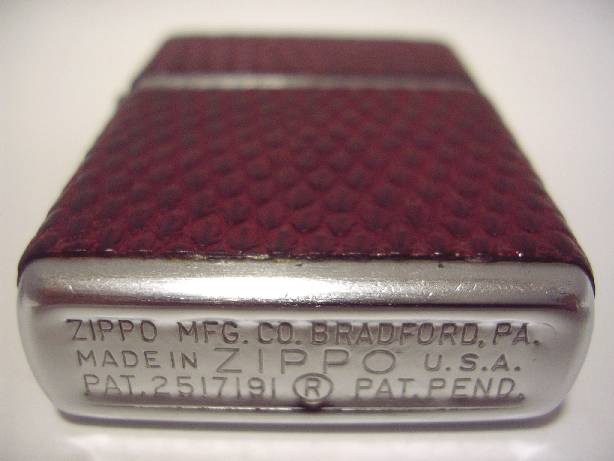 ZIPPO MFG. CO. BRADFORD, PA.
MADE IN ZIPPO U.S.A.
PAT. 2517191 ® PAT. PEND.